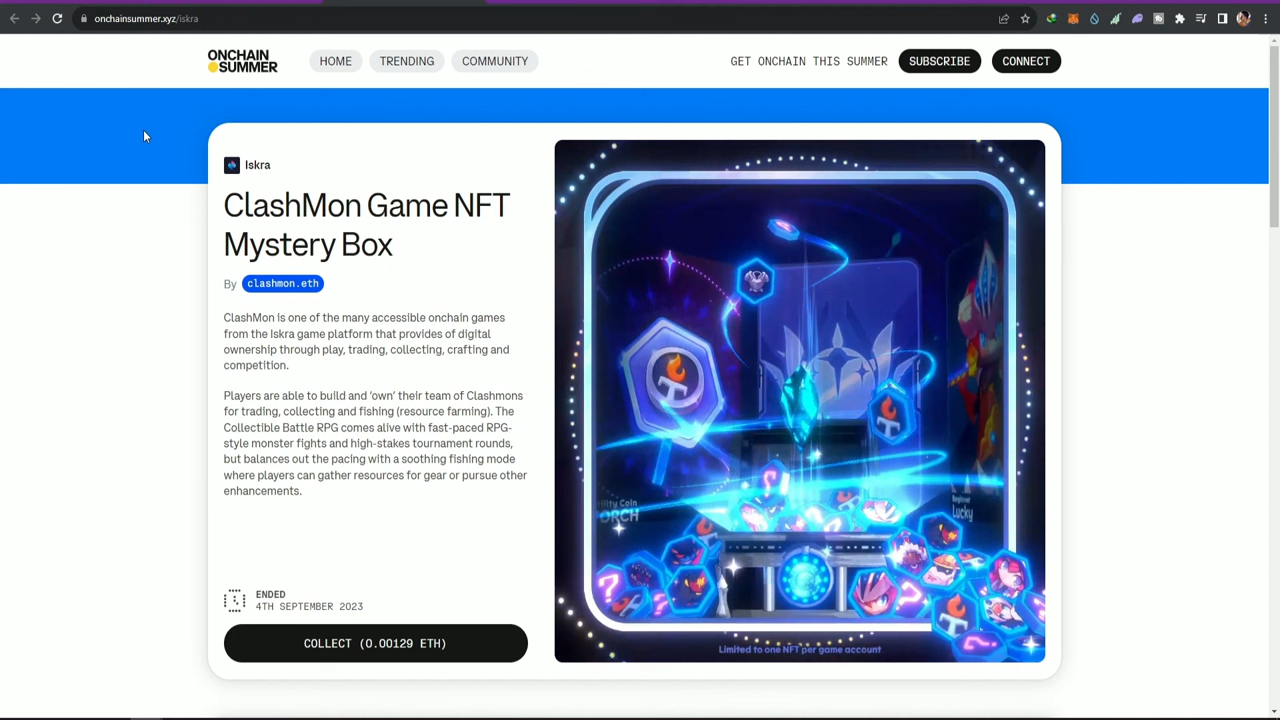 onchainsummer.xyz/iskra
ONCHAIN
SUMMER
HOME
TRENDING
COMMUNITY
GET ONCHAIN THIS SUMMER
SUBSCRIBE
CONNECT
Iskra
ClashMon Game NFT
Mystery Box
By clashmon.eth
ClashMon is one of the many accessible onchain games
from the Iskra game platform that provides of digital
ownership through play, trading, collecting, crafting and
competition.
Players are able to build and ‘own’ their team of Clashmons
for trading, collecting and fishing (resource farming). The
Collectible Battle RPG comes alive with fast-paced RPG-
style monster fights and high-stakes tournament rounds,
but balances out the pacing with a soothing fishing mode
where players can gather resources for gear or pursue other
enhancements.
ENDED
4TH SEPTEMBER 2023
COLLECT (0.00129 ETH)
Lucky
Limited to one NFT per game account